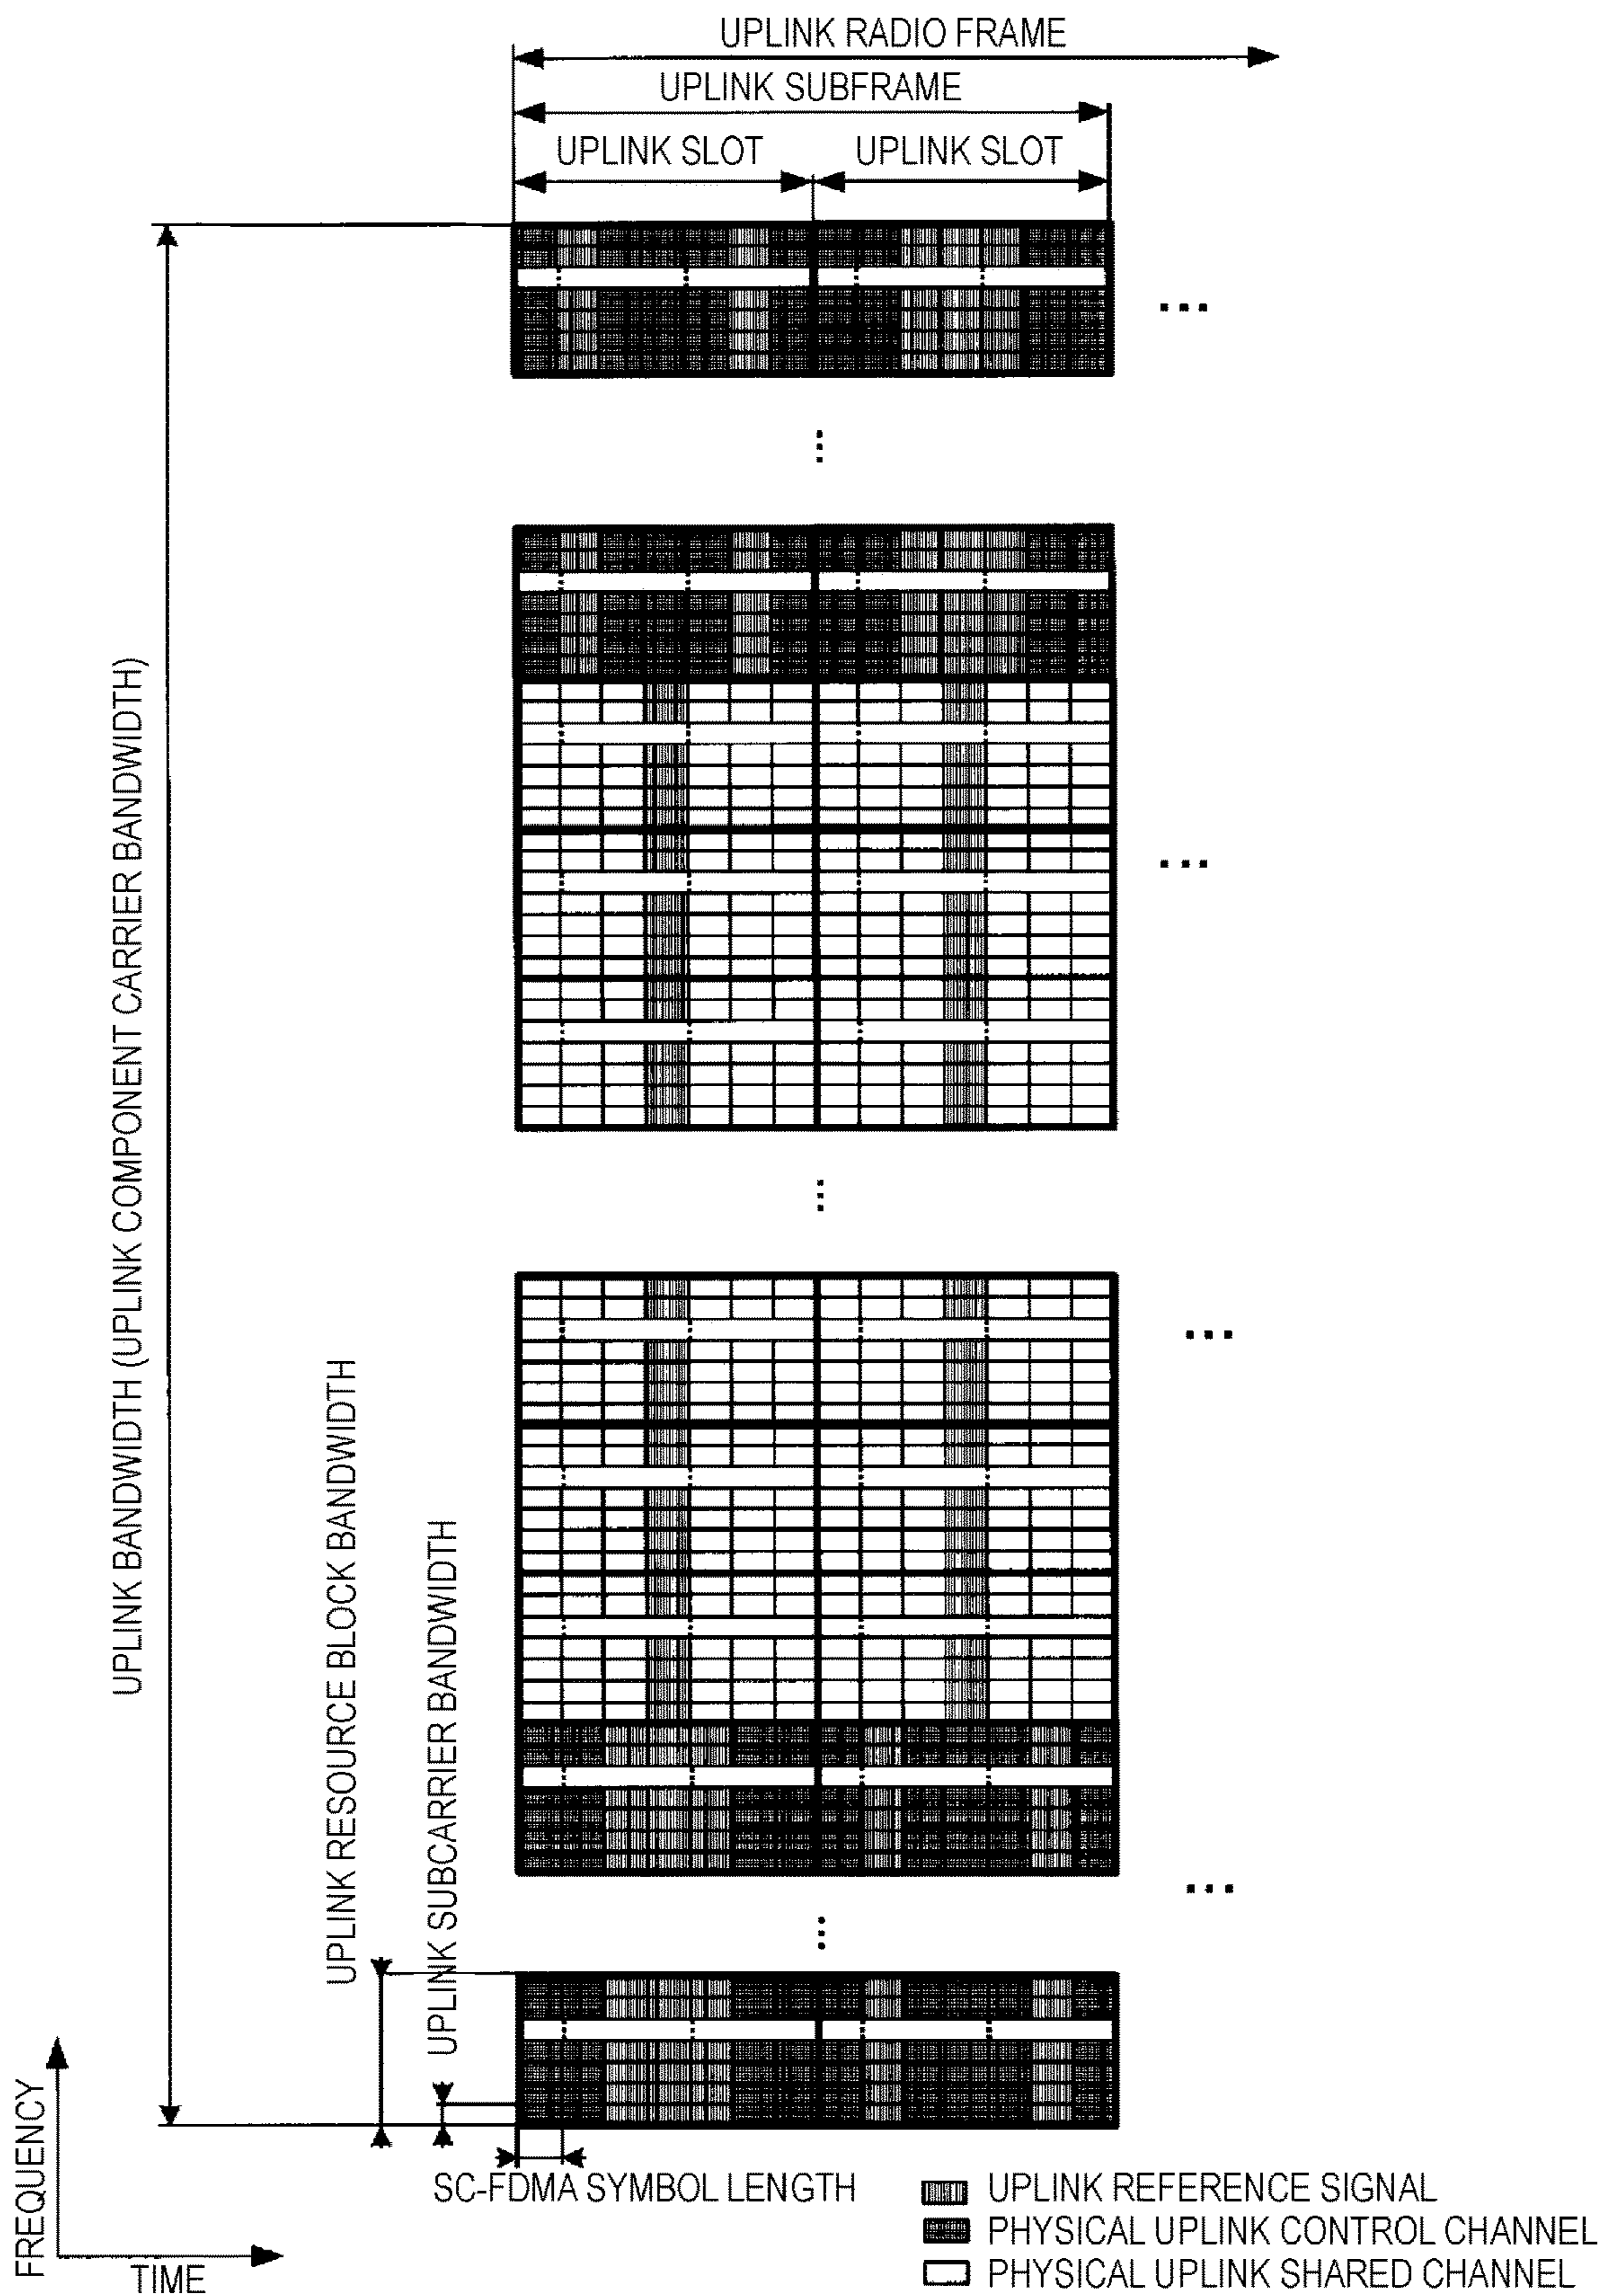 UPLINK RADIO FRAME
UPLINK SUBFRAME
UPLINK SLOT
UPLINK SLOT
UPLINK BANDWIDTH (UPLINK COMPONENT CARRIER BANDWIDTH)
UPLINK RESOURCE BLOCK BANDWIDTH
UPLINK SUBCARRIER BANDWIDTH
FREQUENCY
TIME
SC-FDMA SYMBOL LENGTH
UPLINK REFERENCE SIGNAL
PHYSICAL UPLINK CONTROL CHANNEL
PHYSICAL UPLINK SHARED CHANNEL